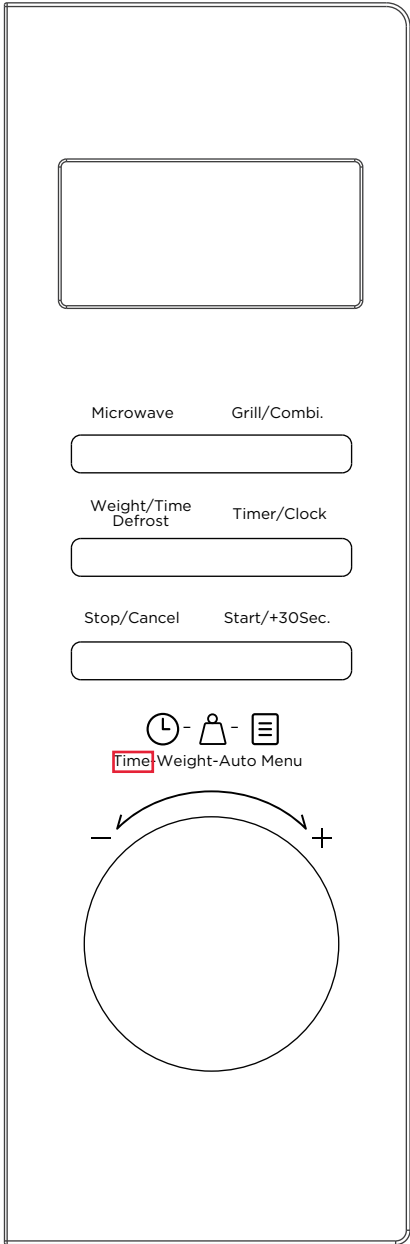 Microwave Grill/Combi.
Weight/Time
Defrost Timer/Clock
Stop/Cancel Start/+30Sec.
Time-Weight-Auto Menu